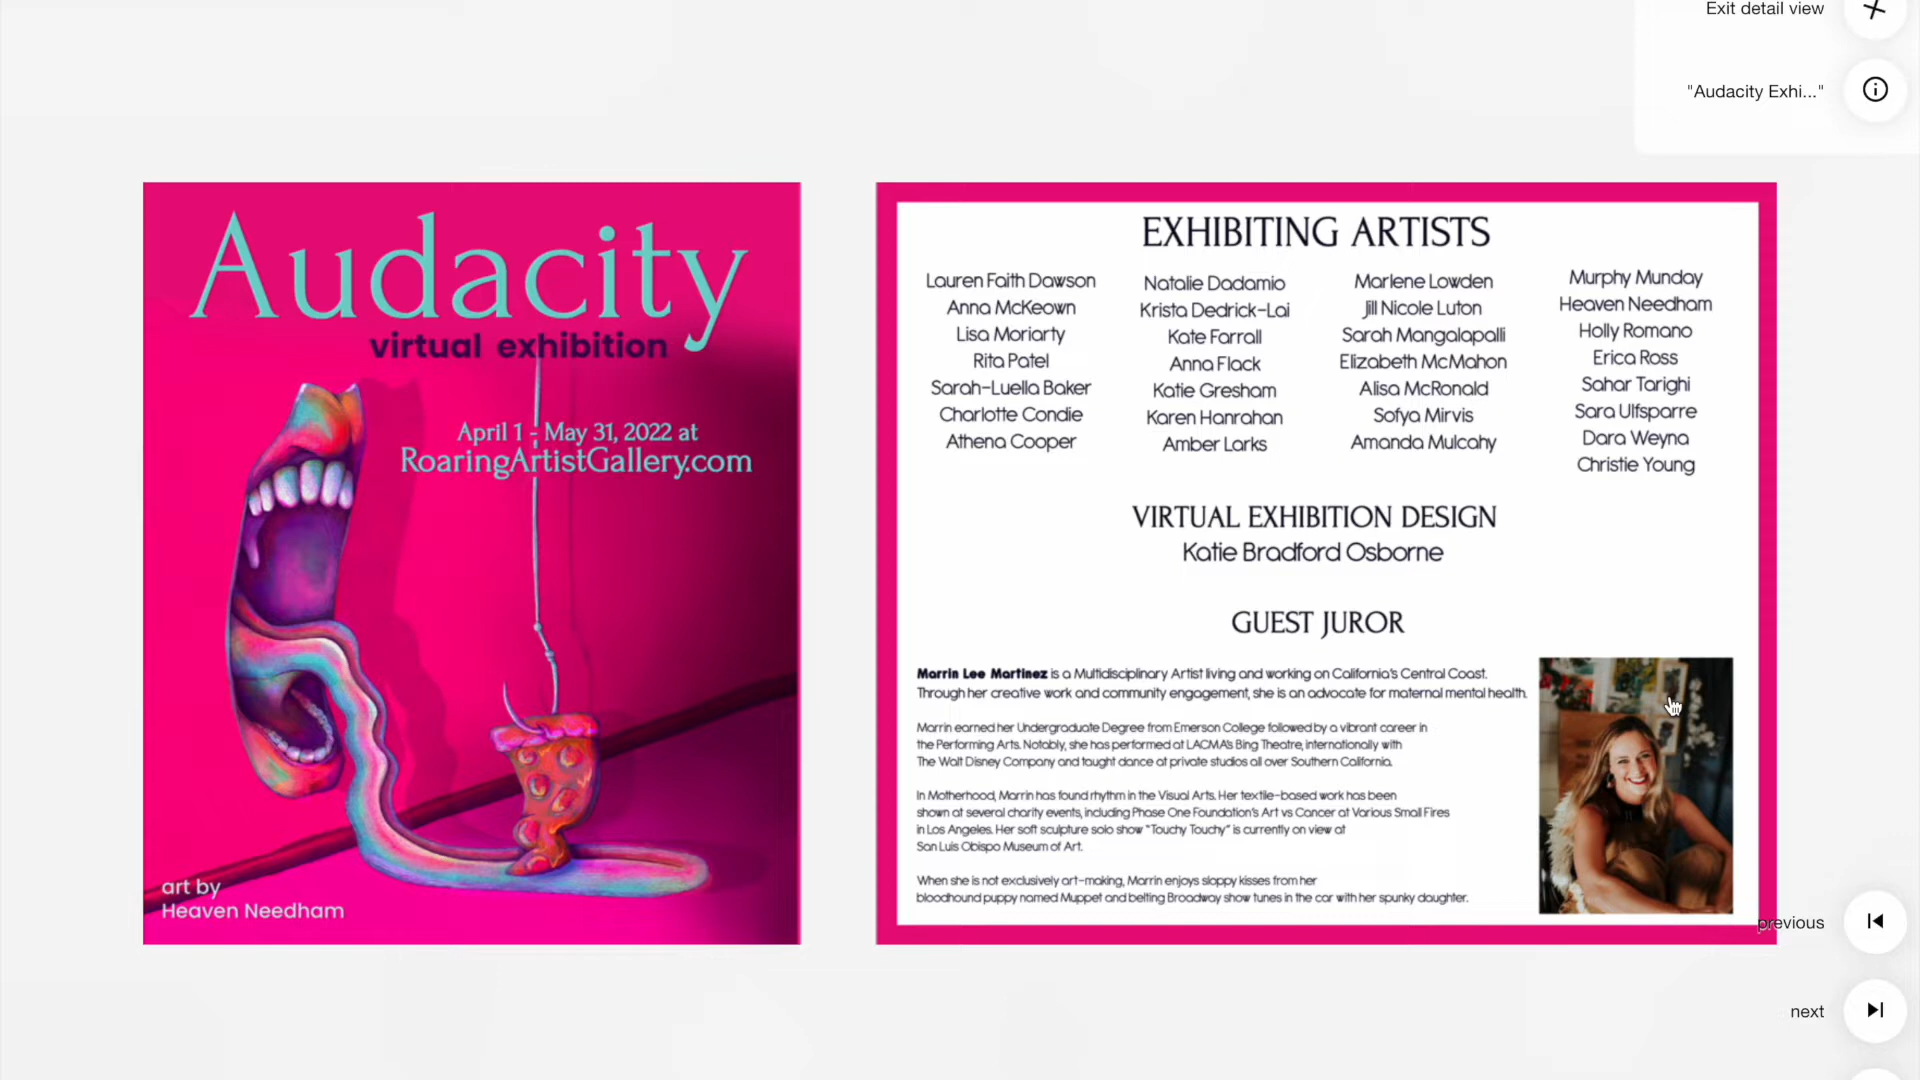 Exit detail view
"Audacity Exhi..."
Audacity
virtual exhibition
April 1 - May 31, 2022 at
RoaringArtistGallery.com
art by
Heaven Needham
EXHIBITING ARTISTS
Lauren Faith Dawson
Anna McKeown
Lisa Moriarty
Rita Patel
Sarah-Luella Baker
Charlotte Condie
Athena Cooper
Natalie Dadamio
Krista Dedrick-Lai
Kate Farrall
Anna Flack
Katie Gresham
Karen Hanrahan
Amber Larks
Marlene Lowden
Jill Nicole Luton
Sarah Mangalapalli
Elizabeth McMahon
Alisa McRonald
Sofya Mirvis
Amanda Mulcahy
Murphy Munday
Heaven Needham
Holly Romano
Erica Ross
Sahar Tarighi
Sara Ulfsparre
Dara Weyna
Christie Young
VIRTUAL EXHIBITION DESIGN
Katie Bradford Osborne
GUEST JUROR
Marrin Lee Martinez is a Multidisciplinary Artist living and working on California's Central Coast.
Through her creative work and community engagement, she is an advocate for maternal mental health.
Marrin earned her Undergraduate Degree from Emerson College followed by a vibrant career in
the Performing Arts. Notably, she has performed at LACMA's Bing Theatre, internationally with
The Walt Disney Company and taught dance at private studios all over Southern California.
In Motherhood, Marrin has found rhythm in the Visual Arts. Her textile-based work has been
shown at several charity events, including Phase One Foundation's Art vs Cancer at Various Small Fires
in Los Angeles. Her soft sculpture solo show "Touchy Touchy" is currently on view at
San Luis Obispo Museum of Art.
When she is not exclusively art-making, Marrin enjoys sloppy kisses from her
bloodhound puppy named Muppet and belting Broadway show tunes in the car with her spunky daughter.
previous
next